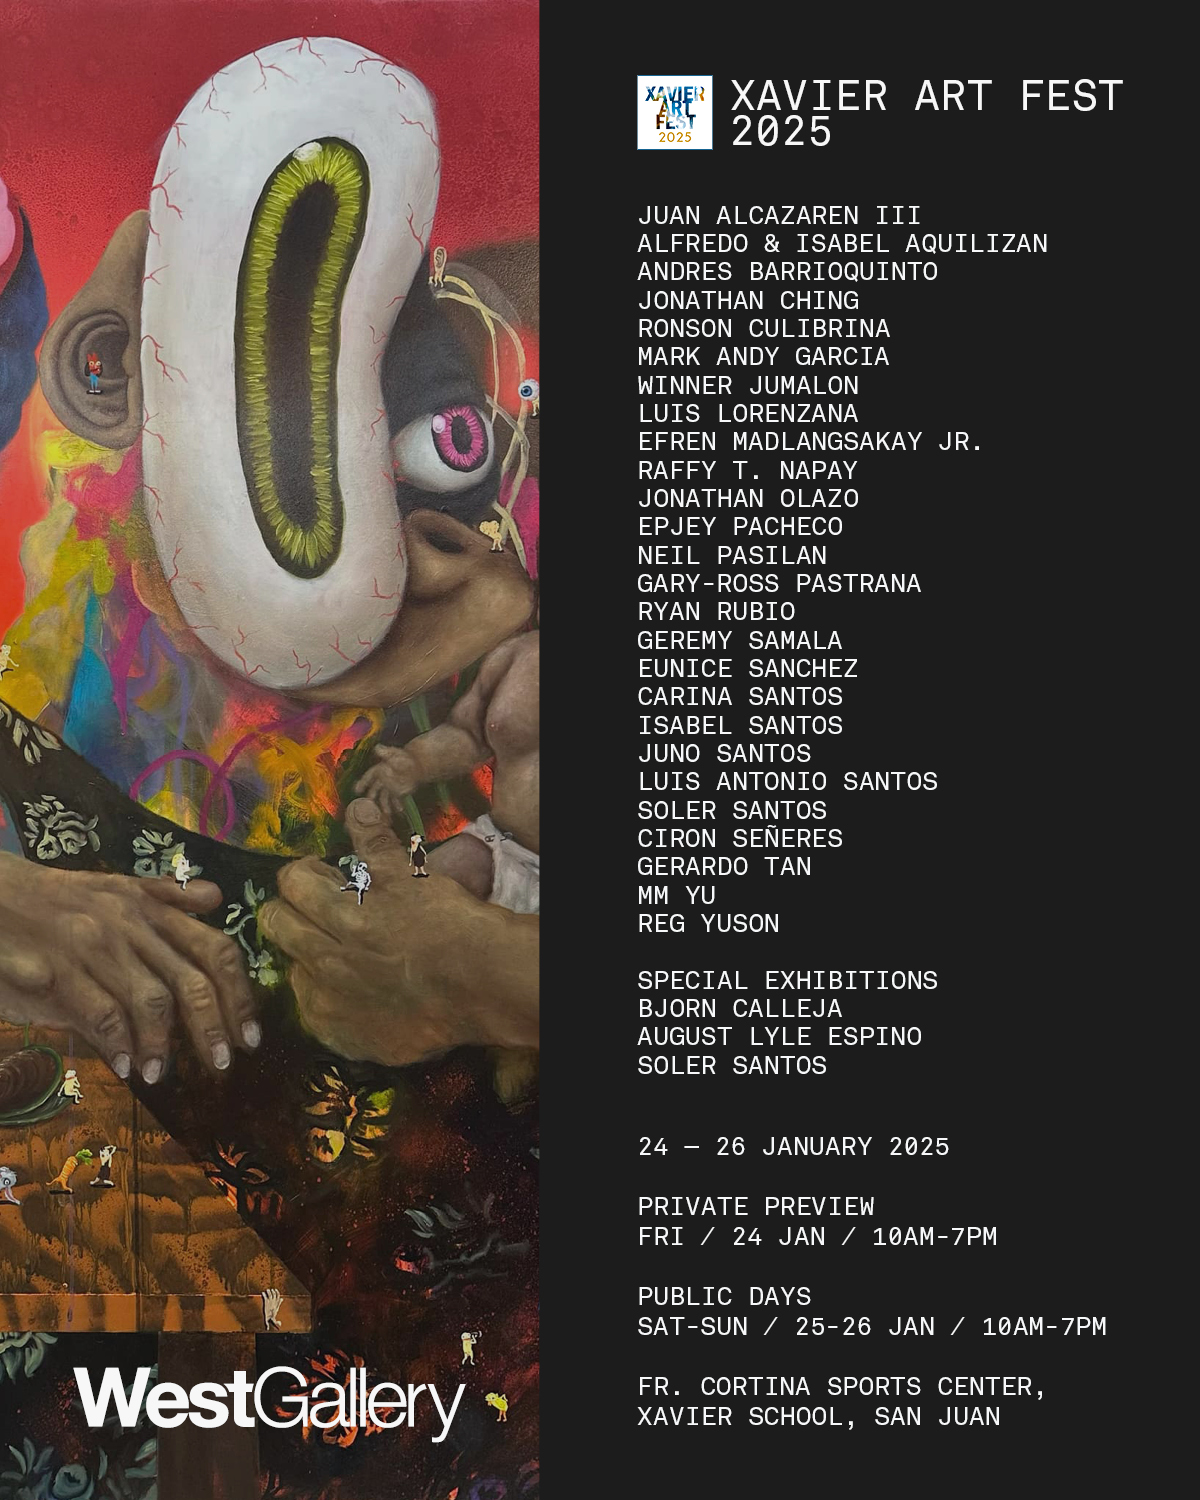 XAVIER
ART
FEST
2025
XAVIER ART FEST
2025
JUAN ALCAZAREN III
ALFREDO & ISABEL AQUILIZAN
ANDRES BARRIOQUINTO
JONATHAN CHING
RONSON CULIBRINA
MARK ANDY GARCIA
WINNER JUMALON
LUIS LORENZANA
EFREN MADLANGSAKAY JR.
RAFFY T. NAPAY
JONATHAN OLAZO
EPJEY PACHECO
NEIL PASILAN
GARY-ROSS PASTRANA
RYAN RUBIO
GEREMY SAMALA
EUNICE SANCHEZ
CARINA SANTOS
ISABEL SANTOS
JUNO SANTOS
LUIS ANTONIO SANTOS
SOLER SANTOS
CIRON SEÑERES
GERARDO TAN
MM YU
REG YUSON
SPECIAL EXHIBITIONS
BJORN CALLEJA
AUGUST LYLE ESPINO
SOLER SANTOS
24 — 26 JANUARY 2025
PRIVATE PREVIEW
FRI / 24 JAN / 10AM-7PM
PUBLIC DAYS
SAT-SUN / 25-26 JAN / 10AM-7PM
FR. CORTINA SPORTS CENTER,
XAVIER SCHOOL, SAN JUAN
WestGallery